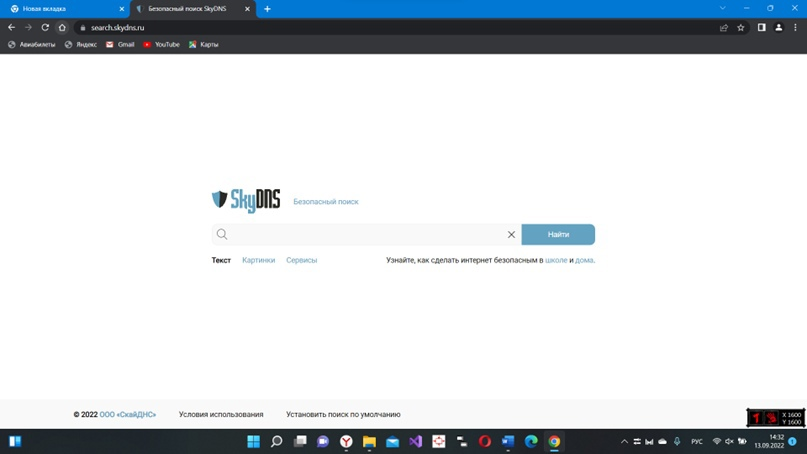 Новая вкладка
Безопасный поиск SkyDNS
search.skydns.ru
Авиабилеты Яндекс Gmail YouTube Карты
SkyDNS Безопасный поиск
Найти
Текст Картинки Сервисы Узнайте, как сделать интернет безопасным в школе и дома.
© 2022 ООО «СкайДНС» Условия использования Установить поиск по умолчанию
X 1600
Y 1600
РУС
14:32
13.09.2022